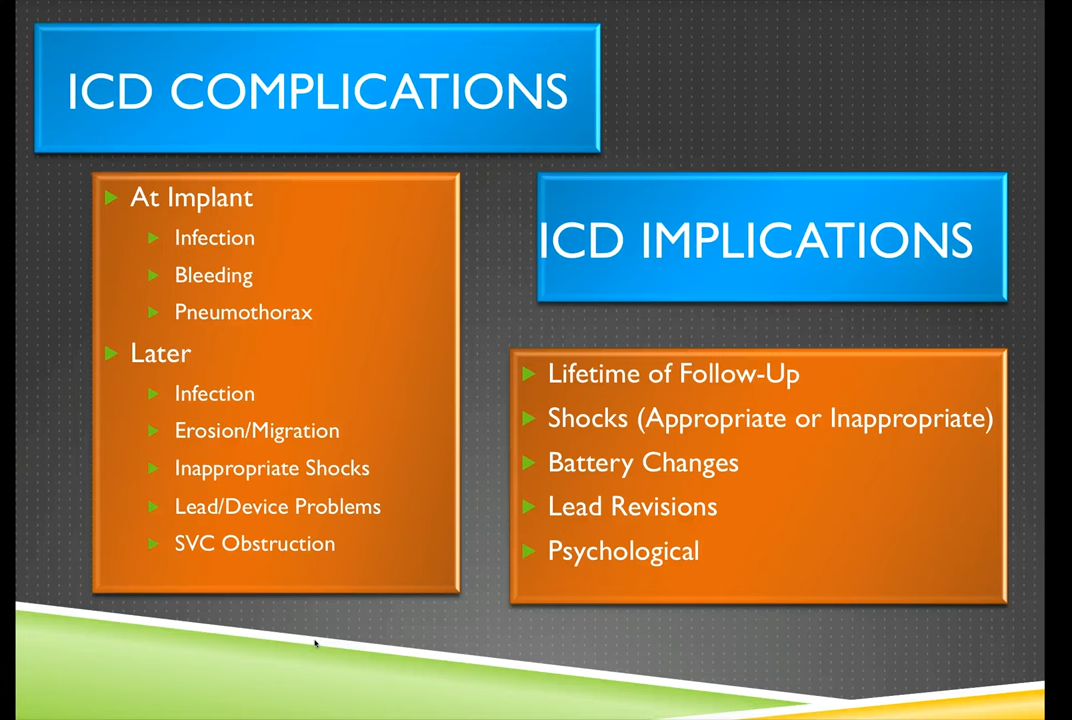 ICD COMPLICATIONS
At Implant
Infection
Bleeding
Pneumothorax
Later
Infection
Erosion/Migration
Inappropriate Shocks
Lead/Device Problems
SVC Obstruction
ICD IMPLICATIONS
Lifetime of Follow-Up
Shocks (Appropriate or Inappropriate)
Battery Changes
Lead Revisions
Psychological